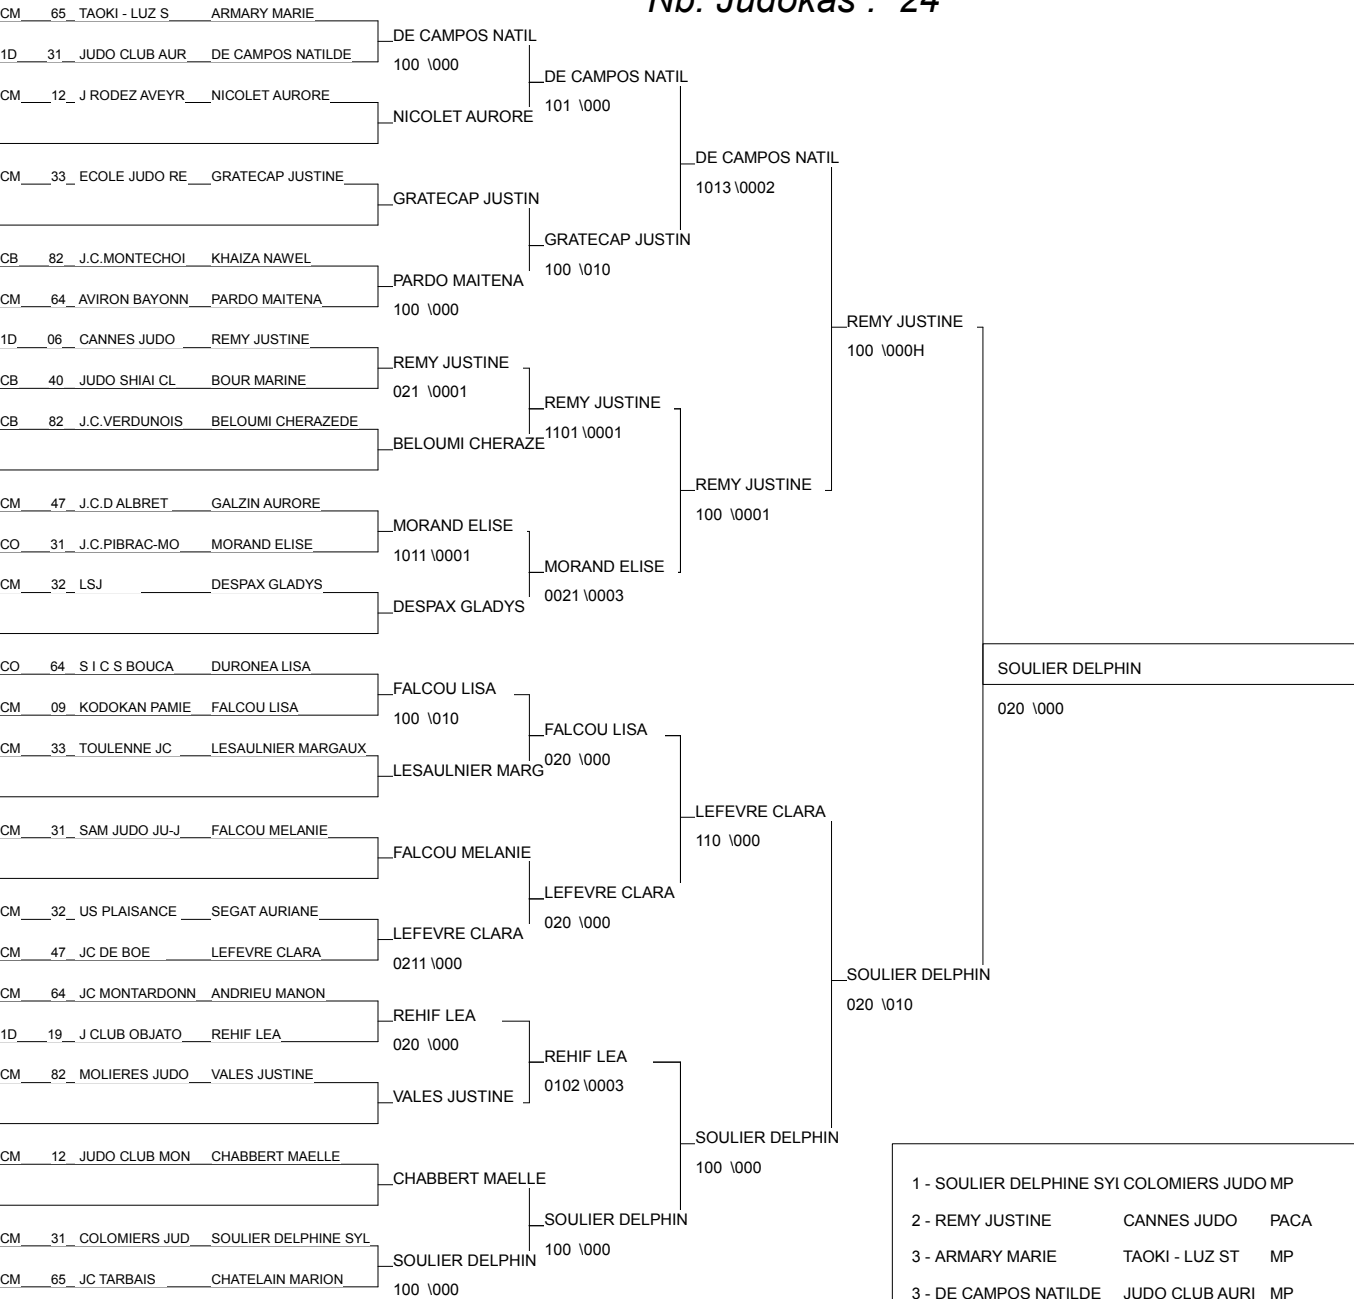 Nb. Judokas : 24
CM 65 TAOKI - LUZ S ARMARY MARIE
DE CAMPOS NATIL
1D 31 JUDO CLUB AUR DE CAMPOS NATILDE
100 \000
DE CAMPOS NATIL
CM 12 J RODEZ AVEYR NICOLET AURORE
101 \000
NICOLET AURORE
DE CAMPOS NATIL
CM 33 ECOLE JUDO RE GRATECAP JUSTINE
1013 \0002
GRATECAP JUSTIN
GRATECAP JUSTIN
CB 82 J.C.MONTECHOI KHAIZA NAWEL
100 \010
PARDO MAITENA
CM 64 AVIRON BAYONN PARDO MAITENA
100 \000
REMY JUSTINE
1D 06 CANNES JUDO REMY JUSTINE
100 \000H
REMY JUSTINE
CB 40 JUDO SHIAI CL BOUR MARINE
021 \0001
REMY JUSTINE
CB 82 J.C.VERDUNOIS BELOUMI CHERAZEDE
1101 \0001
BELOUMI CHERAZE
REMY JUSTINE
CM 47 J.C.D ALBRET GALZIN AURORE
100 \0001
MORAND ELISE
CO 31 J.C.PIBRAC-MO MORAND ELISE
1011 \0001
MORAND ELISE
CM 32 LSJ DESPAX GLADYS
0021 \0003
DESPAX GLADYS
CO 64 S I C S BOUCA DURONEA LISA
SOULIER DELPHIN
FALCOU LISA
CM 09 KODOKAN PAMIE FALCOU LISA
020 \000
100 \010
FALCOU LISA
CM 33 TOULENNE JC LESAULNIER MARGAUX
020 \000
LESAULNIER MARG
LEFEVRE CLARA
CM 31 SAM JUDO JU-J FALCOU MELANIE
110 \000
FALCOU MELANIE
LEFEVRE CLARA
CM 32 US PLAISANCE SEGAT AURIANE
020 \000
LEFEVRE CLARA
CM 47 JC DE BOE LEFEVRE CLARA
0211 \000
SOULIER DELPHIN
CM 64 JC MONTARDONN ANDRIEU MANON
020 \010
REHIF LEA
1D 19 J CLUB OBJATO REHIF LEA
020 \000
REHIF LEA
CM 82 MOLIERES JUDO VALES JUSTINE
0102 \0003
VALES JUSTINE
SOULIER DELPHIN
CM 12 JUDO CLUB MON CHABBERT MAELLE
100 \000
CHABBERT MAELLE
SOULIER DELPHIN
CM 31 COLOMIERS JUD SOULIER DELPHINE SYL
100 \000
SOULIER DELPHIN
CM 65 JC TARBAIS CHATELAIN MARION
100 \000
1 - SOULIER DELPHINE SYL COLOMIERS JUDO MP
2 - REMY JUSTINE CANNES JUDO PACA
3 - ARMARY MARIE TAOKI - LUZ ST MP
3 - DE CAMPOS NATILDE JUDO CLUB AURI MP